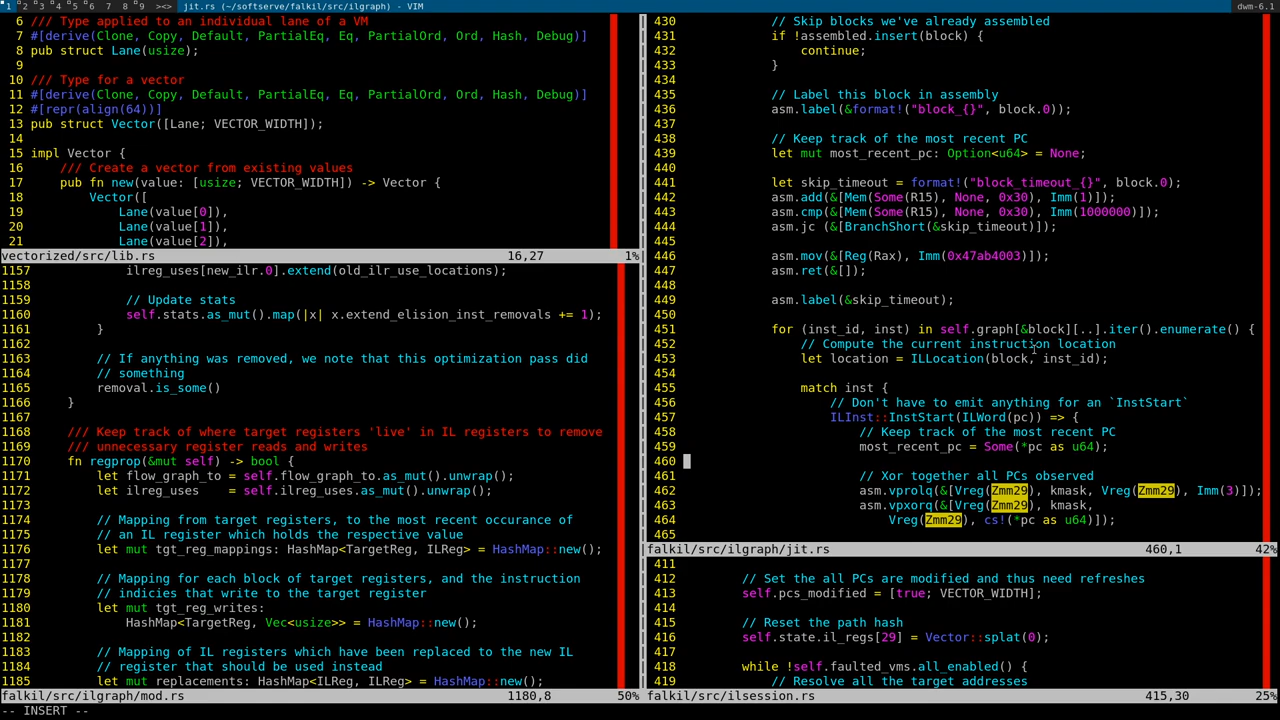 1 2 3 4 5 6 7 8 9 ><> jit.rs (~/softserve/falkil/src/ilgraph) - VIM dwm-6.1
6 /// Type applied to an individual lane of a VM
7 #[derive(Clone, Copy, Default, PartialEq, Eq, PartialOrd, Ord, Hash, Debug)]
8 pub struct Lane(usize);
9
10 /// Type for a vector
11 #[derive(Clone, Copy, Default, PartialEq, Eq, PartialOrd, Ord, Hash, Debug)]
12 #[repr(align(64))]
13 pub struct Vector([Lane; VECTOR_WIDTH]);
14
15 impl Vector {
16     /// Create a vector from existing values
17     pub fn new(value: [usize; VECTOR_WIDTH]) -> Vector {
18         Vector([
19             Lane(value[0]),
20             Lane(value[1]),
21             Lane(value[2]),
vectorized/src/lib.rs 16,27 1%
1157             ilreg_uses[new_ilr.0].extend(old_ilr_use_locations);
1158
1159             // Update stats
1160             self.stats.as_mut().map(|x| x.extend_elision_inst_removals += 1);
1161         }
1162
1163         // If anything was removed, we note that this optimization pass did
1164         // something
1165         removal.is_some()
1166     }
1167
1168     /// Keep track of where target registers 'live' in IL registers to remove
1169     /// unnecessary register reads and writes
1170     fn regprop(&mut self) -> bool {
1171         let flow_graph_to = self.flow_graph_to.as_mut().unwrap();
1172         let ilreg_uses    = self.ilreg_uses.as_mut().unwrap();
1173
1174         // Mapping from target registers, to the most recent occurance of
1175         // an IL register which holds the respective value
1176         let mut tgt_reg_mappings: HashMap<TargetReg, ILReg> = HashMap::new();
1177
1178         // Mapping for each block of target registers, and the instruction
1179         // indicies that write to the target register
1180         let mut tgt_reg_writes:
1181             HashMap<TargetReg, Vec<usize>> = HashMap::new();
1182
1183         // Mapping of IL registers which have been replaced to the new IL
1184         // register that should be used instead
1185         let mut replacements: HashMap<ILReg, ILReg> = HashMap::new();
falkil/src/ilgraph/mod.rs 1180,8 50%
-- INSERT --
430             // Skip blocks we've already assembled
431             if !assembled.insert(block) {
432                 continue;
433             }
434
435             // Label this block in assembly
436             asm.label(&format!("block_{}", block.0));
437
438             // Keep track of the most recent PC
439             let mut most_recent_pc: Option<u64> = None;
440
441             let skip_timeout = format!("block_timeout_{}", block.0);
442             asm.add(&[Mem(Some(R15), None, 0x30), Imm(1)]);
443             asm.cmp(&[Mem(Some(R15), None, 0x30), Imm(1000000)]);
444             asm.jc (&[BranchShort(&skip_timeout)]);
445
446             asm.mov(&[Reg(Rax), Imm(0x47ab4003)]);
447             asm.ret(&[]);
448
449             asm.label(&skip_timeout);
450
451             for (inst_id, inst) in self.graph[&block][..].iter().enumerate() {
452                 // Compute the current instruction location
453                 let location = ILLocation(block, inst_id);
454
455                 match inst {
456                     // Don't have to emit anything for an `InstStart`
457                     ILInst::InstStart(ILWord(pc)) => {
458                         // Keep track of the most recent PC
459                         most_recent_pc = Some(*pc as u64);
460
461                         // Xor together all PCs observed
462                         asm.vprolq(&[Vreg(Zmm29), kmask, Vreg(Zmm29), Imm(3)]);
463                         asm.vpxorq(&[Vreg(Zmm29), kmask,
464                             Vreg(Zmm29), cs!(*pc as u64)]);
465
falkil/src/ilgraph/jit.rs 460,1 42%
411
412         // Set the all PCs are modified and thus need refreshes
413         self.pcs_modified = [true; VECTOR_WIDTH];
414
415         // Reset the path hash
416         self.state.il_regs[29] = Vector::splat(0);
417
418         while !self.faulted_vms.all_enabled() {
419             // Resolve all the target addresses
falkil/src/ilsession.rs 415,30 25%